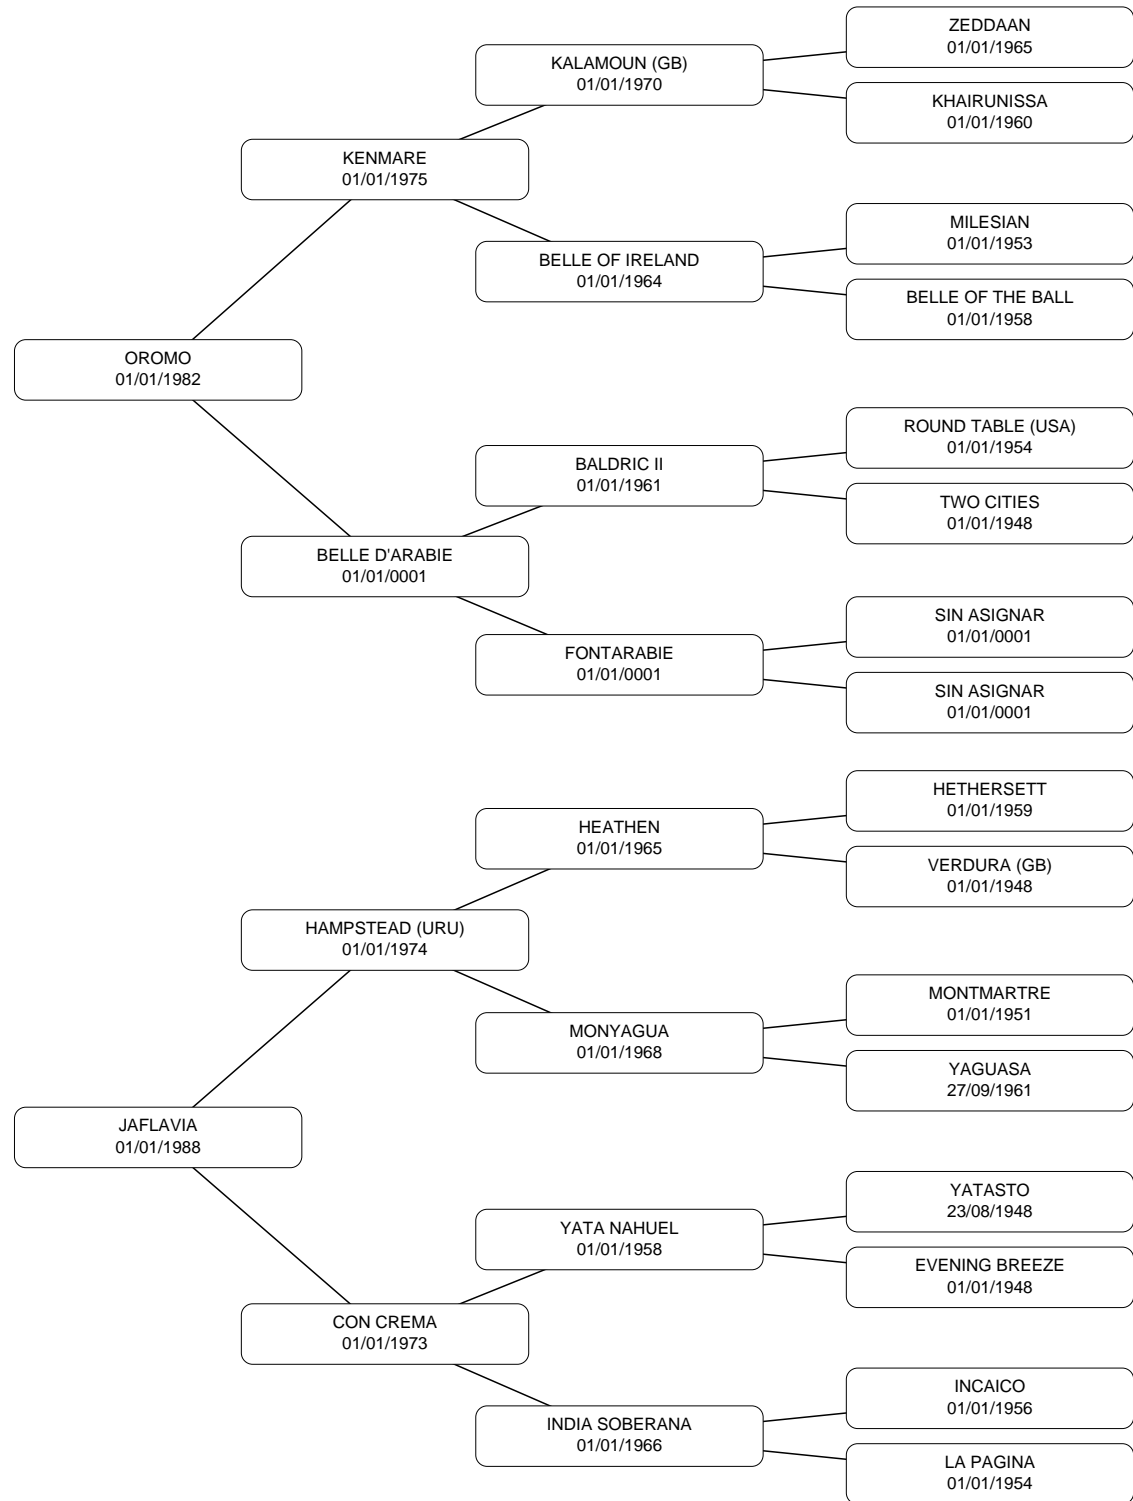 ZEDDAAN
01/01/1965
KALAMOUN (GB)
01/01/1970
KHAIRUNISSA
01/01/1960
KENMARE
01/01/1975
MILESIAN
01/01/1953
BELLE OF IRELAND
01/01/1964
BELLE OF THE BALL
01/01/1958
OROMO
01/01/1982
ROUND TABLE (USA)
01/01/1954
BALDRIC II
01/01/1961
TWO CITIES
01/01/1948
BELLE D'ARABIE
01/01/0001
SIN ASIGNAR
01/01/0001
FONTARABIE
01/01/0001
SIN ASIGNAR
01/01/0001
HETHERSETT
01/01/1959
HEATHEN
01/01/1965
VERDURA (GB)
01/01/1948
HAMPSTEAD (URU)
01/01/1974
MONTMARTRE
01/01/1951
MONYAGUA
01/01/1968
YAGUASA
27/09/1961
JAFLAVIA
01/01/1988
YATASTO
23/08/1948
YATA NAHUEL
01/01/1958
EVENING BREEZE
01/01/1948
CON CREMA
01/01/1973
INCAICO
01/01/1956
INDIA SOBERANA
01/01/1966
LA PAGINA
01/01/1954